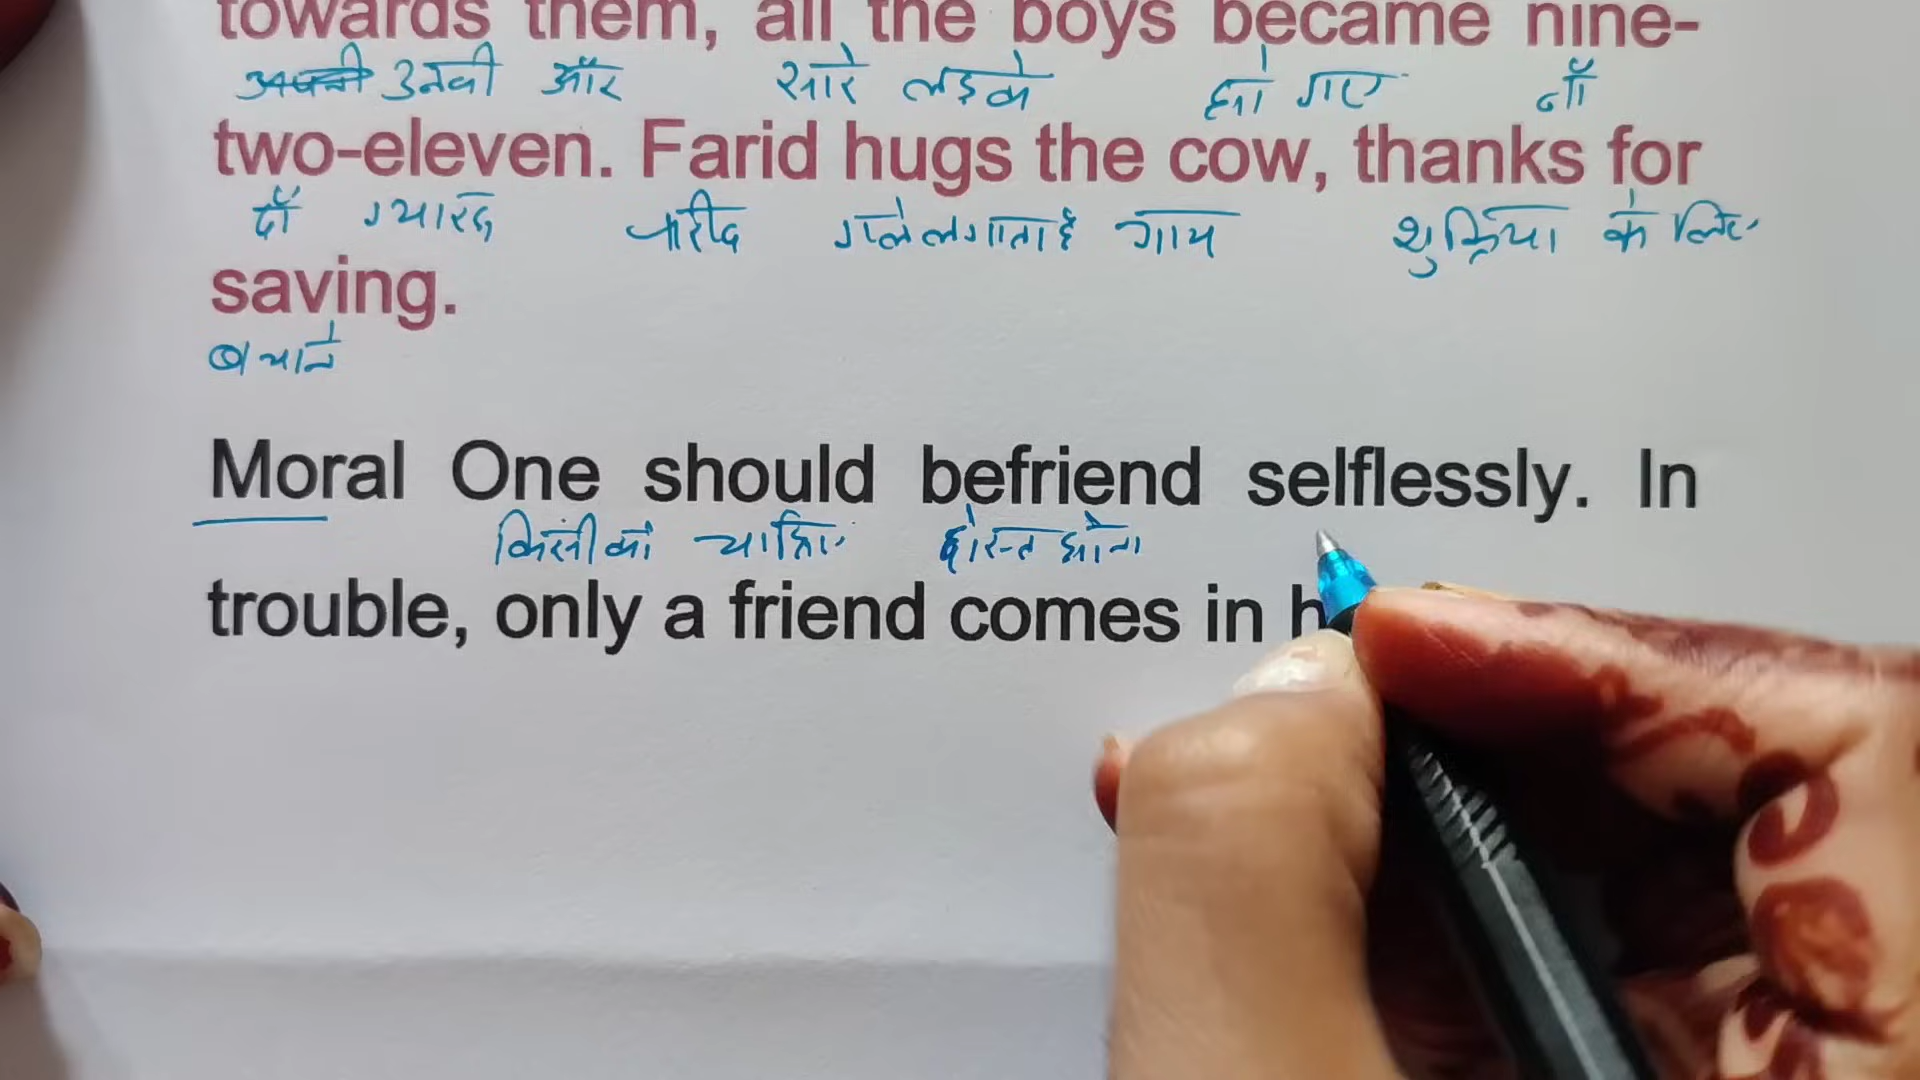 towards them, all the boys became nine-
उनकी और सारे लड़के हो गए नौ
two-eleven. Farid hugs the cow, thanks for
दो ग्यारह फरीद गले लगाता है गाय शुक्रिया के लिए
saving.
बचाने
Moral One should befriend selflessly. In
किसी को चाहिए दोस्त होना
trouble, only a friend comes in